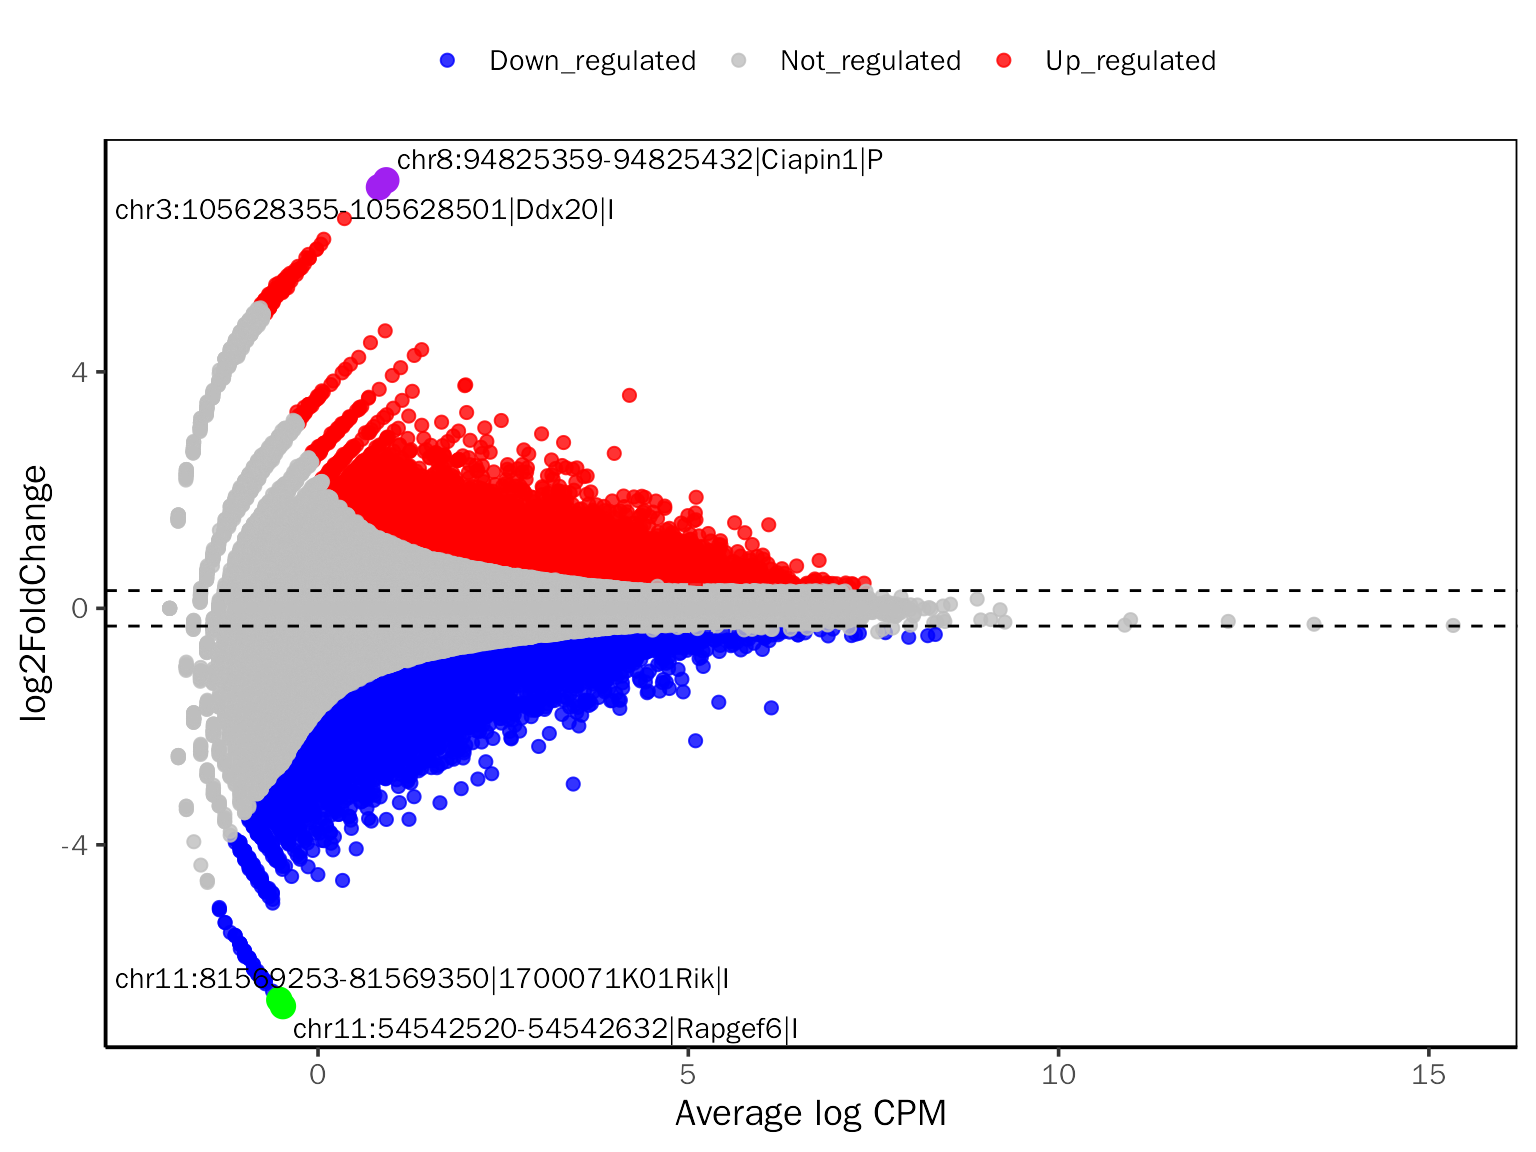 Down_regulated Not_regulated Up_regulated
chr8:94825359-94825432|Ciapin1|P
chr3:105628355-105628501|Ddx20|I
4
0
-4
log2FoldChange
chr11:81569253-81569350|1700071K01Rik|I
chr11:54542520-54542632|Rapgef6|I
0 5 10 15
Average log CPM